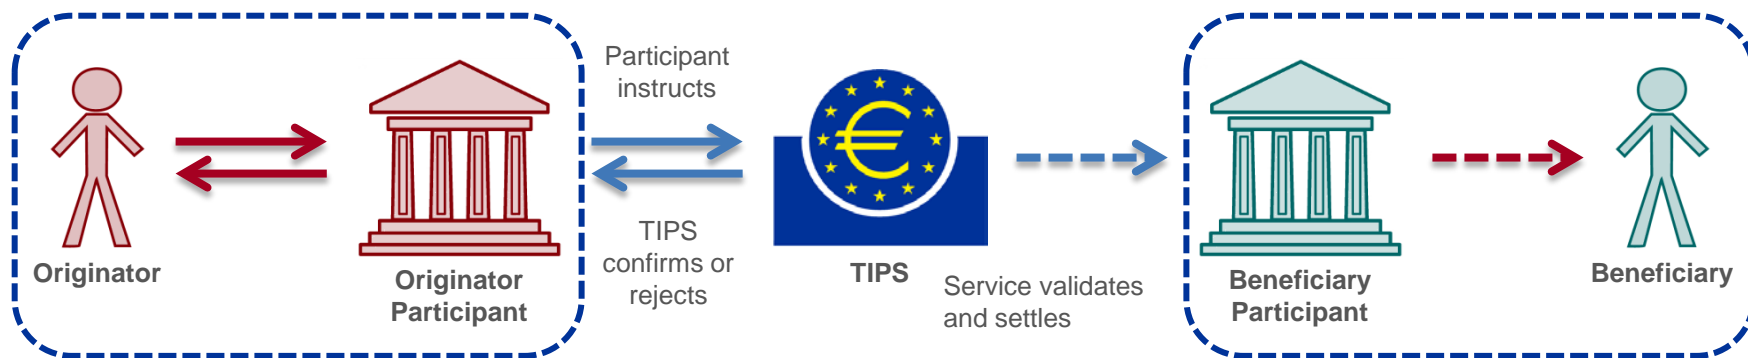 Participant
instructs
Originator
Originator
Participant
TIPS
confirms or
rejects
TIPS
Service validates
and settles
Beneficiary
Participant
Beneficiary